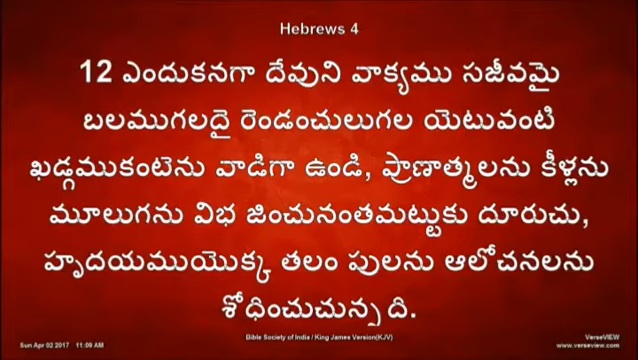 Hebrews 4
12 ఎందుకనగా దేవుని వాక్యము సజీవమై
బలముగలదై రెండంచులుగల యెటువంటి
ఖడ్గముకంటెను వాడిగా ఉండి, ప్రాణాత్మలను కీళ్లను
మూలుగను విభ జించునంతమట్టుకు దూరుచు,
హృదయముయొక్క తలం పులను ఆలోచనలను
శోధించుచున్న ది.
Bible Society of India / King James Version(KJV)
Sun Apr 02 2017 11:09 AM
VerseVIEW
www.verseview.com